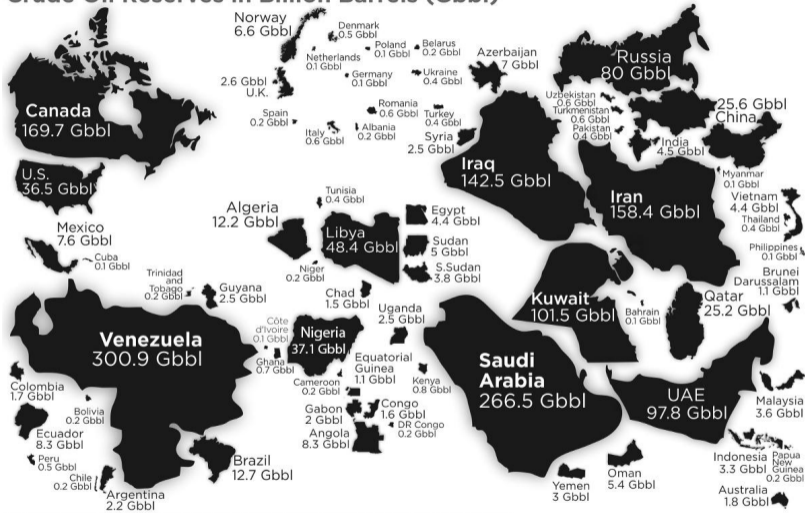 Crude Oil Reserves in Billion Barrels (Gbbl)
Norway
6.6 Gbbl
Denmark
0.5 Gbbl
Netherlands
0.1 Gbbl
Poland
0.1 Gbbl
Belarus
0.2 Gbbl
Germany
0.1 Gbbl
Ukraine
0.4 Gbbl
2.6 Gbbl
U.K.
Spain
0.2 Gbbl
Italy
0.6 Gbbl
Romania
0.6 Gbbl
Albania
0.2 Gbbl
Turkey
0.4 Gbbl
Syria
2.5 Gbbl
Azerbaijan
7 Gbbl
Russia
80 Gbbl
Uzbekistan
0.6 Gbbl
Turkmenistan
0.6 Gbbl
Pakistan
0.4 Gbbl
25.6 Gbbl
China
India
4.5 Gbbl
Canada
169.7 Gbbl
U.S.
36.5 Gbbl
Mexico
7.6 Gbbl
Cuba
0.1 Gbbl
Iraq
142.5 Gbbl
Iran
158.4 Gbbl
Myanmar
0.1 Gbbl
Vietnam
4.4 Gbbl
Thailand
0.4 Gbbl
Philippines
0.1 Gbbl
Brunei
Darussalam
1.1 Gbbl
Algeria
12.2 Gbbl
Tunisia
0.4 Gbbl
Libya
48.4 Gbbl
Egypt
4.4 Gbbl
Sudan
5 Gbbl
S.Sudan
3.8 Gbbl
Niger
0.2 Gbbl
Chad
1.5 Gbbl
Uganda
2.5 Gbbl
Trinidad
and
Tobago
0.2 Gbbl
Guyana
2.5 Gbbl
Kuwait
101.5 Gbbl
Bahrain
0.1 Gbbl
Qatar
25.2 Gbbl
Venezuela
300.9 Gbbl
Côte
d'Ivoire
0.1 Gbbl
Ghana
0.7 Gbbl
Nigeria
37.1 Gbbl
Cameroon
0.2 Gbbl
Equatorial
Guinea
1.1 Gbbl
Kenya
0.8 Gbbl
Gabon
2 Gbbl
Congo
1.6 Gbbl
DR Congo
0.2 Gbbl
Angola
8.3 Gbbl
Saudi
Arabia
266.5 Gbbl
UAE
97.8 Gbbl
Malaysia
3.6 Gbbl
Colombia
1.7 Gbbl
Bolivia
0.2 Gbbl
Ecuador
8.3 Gbbl
Peru
0.5 Gbbl
Chile
0.2 Gbbl
Argentina
2.2 Gbbl
Brazil
12.7 Gbbl
Yemen
3 Gbbl
Oman
5.4 Gbbl
Indonesia
3.3 Gbbl
Papua
New
Guinea
0.2 Gbbl
Australia
1.8 Gbbl